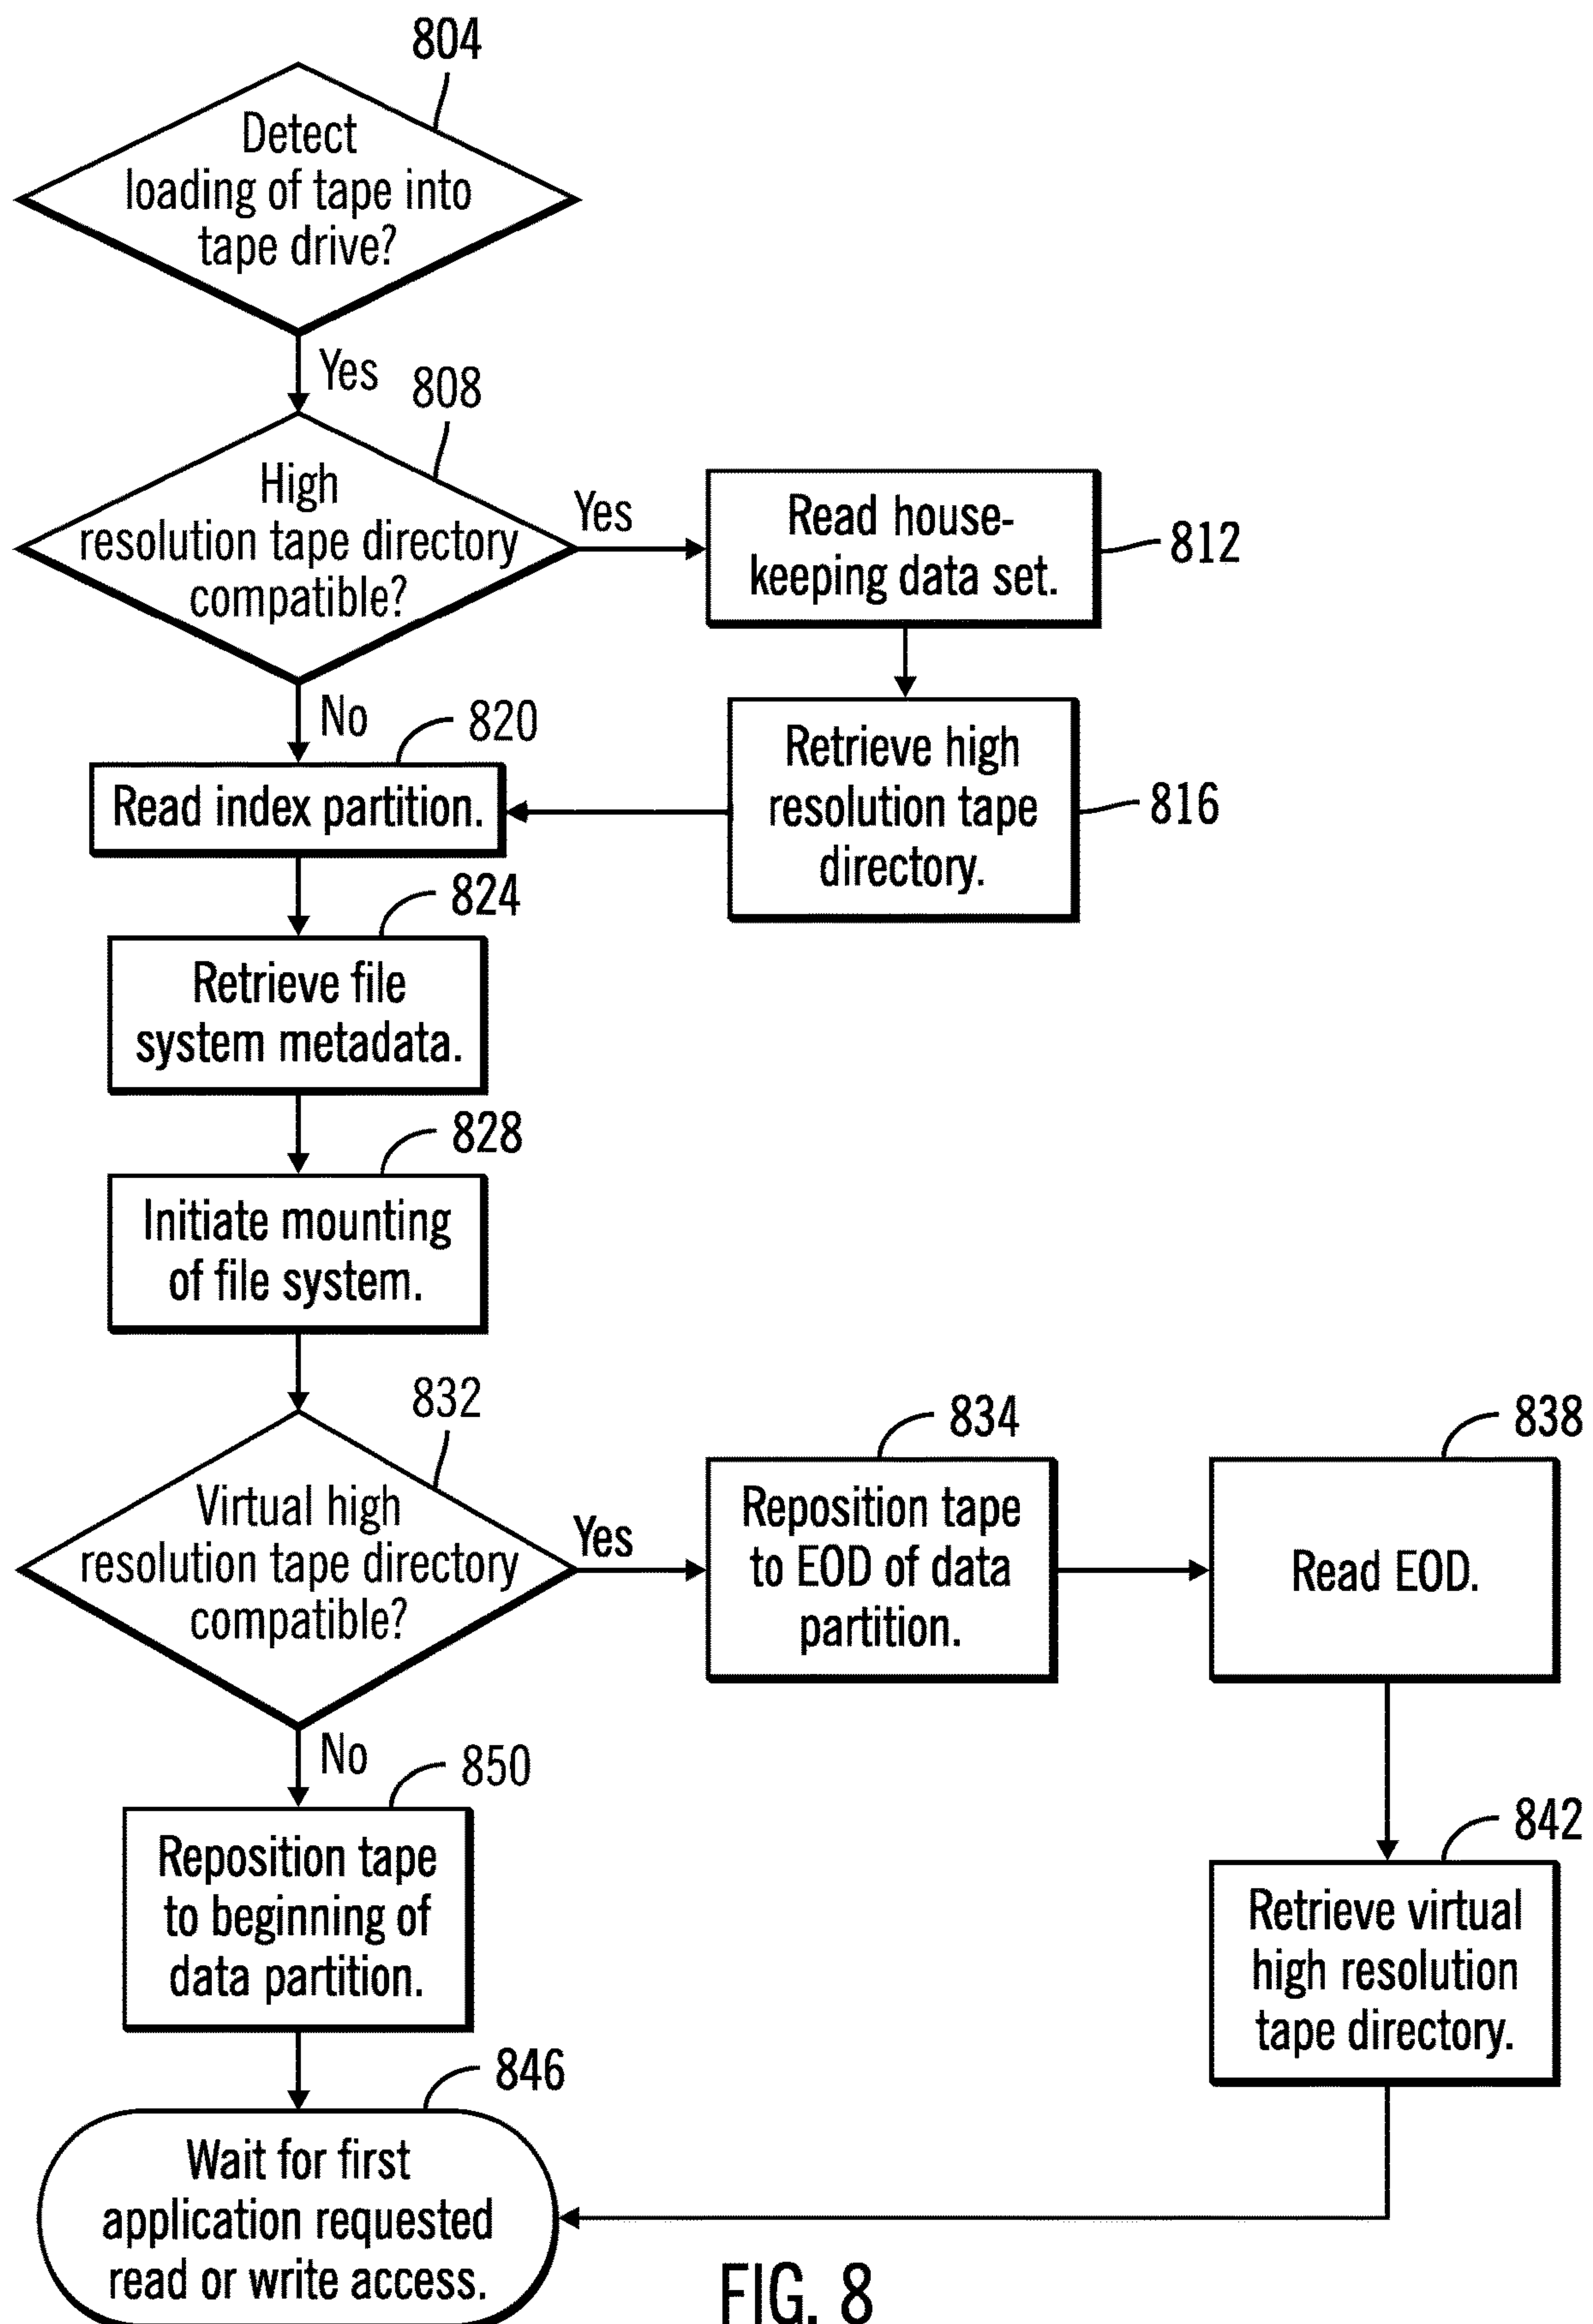 804
Detect
loading of tape into
tape drive?
Yes
808
High
resolution tape directory
compatible?
Yes
Read house-
keeping data set.
812
No
820
Read index partition.
Retrieve high
resolution tape
directory.
816
824
Retrieve file
system metadata.
828
Initiate mounting
of file system.
832
Virtual high
resolution tape directory
compatible?
Yes
834
Reposition tape
to EOD of data
partition.
838
Read EOD.
No
850
Reposition tape
to beginning of
data partition.
842
Retrieve virtual
high resolution
tape directory.
846
Wait for first
application requested
read or write access.
FIG. 8